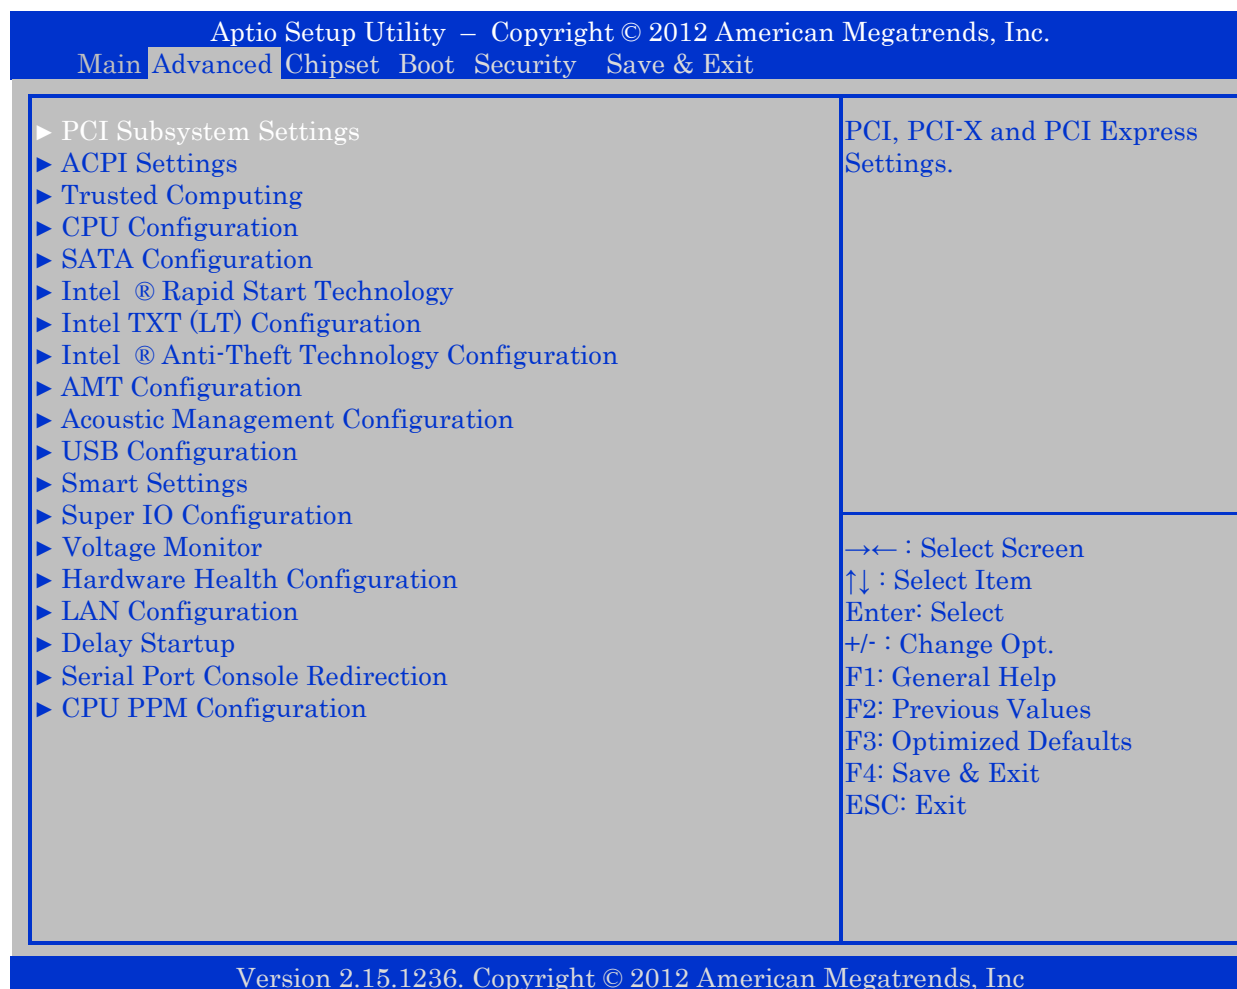 Aptio Setup Utility – Copyright © 2012 American Megatrends, Inc.
Main Advanced Chipset Boot Security Save & Exit
► PCI Subsystem Settings
► ACPI Settings
► Trusted Computing
► CPU Configuration
► SATA Configuration
► Intel ® Rapid Start Technology
► Intel TXT (LT) Configuration
► Intel ® Anti-Theft Technology Configuration
► AMT Configuration
► Acoustic Management Configuration
► USB Configuration
► Smart Settings
► Super IO Configuration
► Voltage Monitor
► Hardware Health Configuration
► LAN Configuration
► Delay Startup
► Serial Port Console Redirection
► CPU PPM Configuration
PCI, PCI-X and PCI Express
Settings.
→← : Select Screen
↑↓ : Select Item
Enter: Select
+/- : Change Opt.
F1: General Help
F2: Previous Values
F3: Optimized Defaults
F4: Save & Exit
ESC: Exit
Version 2.15.1236. Copyright © 2012 American Megatrends, Inc